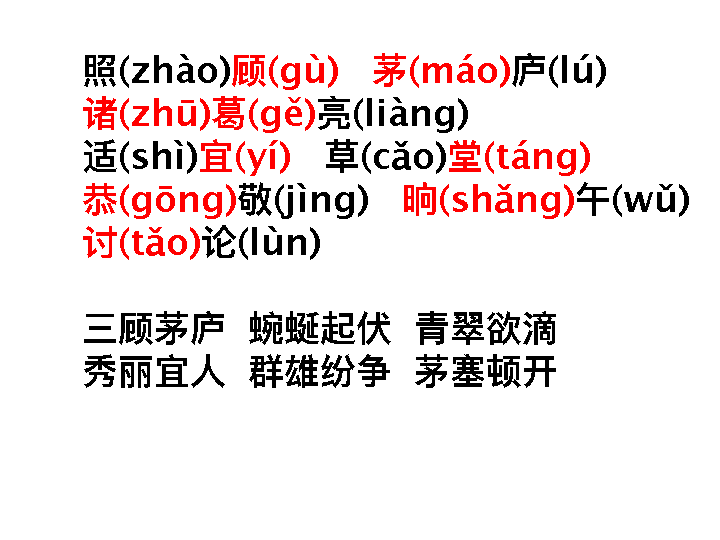 照(zhào)顾(gù)   茅(máo)庐(lú)
诸(zhū)葛(gě)亮(liàng)
适(shì)宜(yí)   草(cǎo)堂(táng)
恭(gōng)敬(jìng)   晌(shǎng)午(wǔ)
讨(tǎo)论(lùn)
三顾茅庐  蜿蜒起伏  青翠欲滴
秀丽宜人  群雄纷争  茅塞顿开